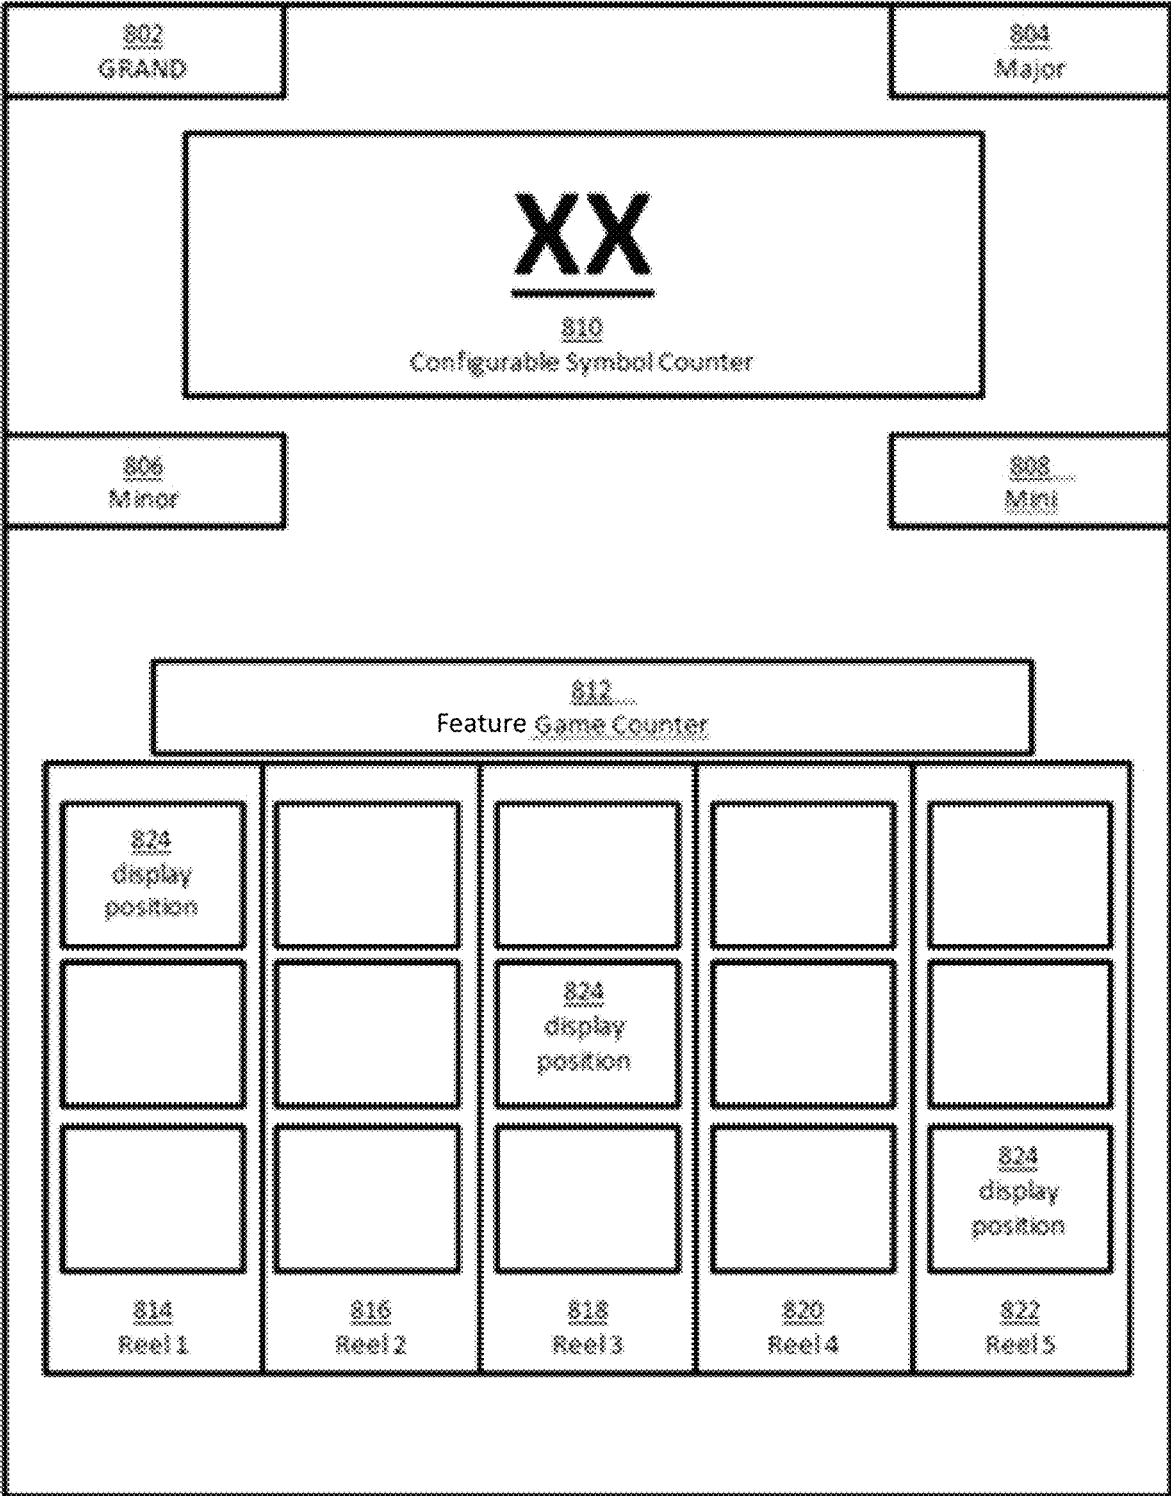 802
GRAND
804
Major
XX
810
Configurable Symbol Counter
806
Minor
808
Mini
812
Feature Game Counter
824
display
position
824
display
position
824
display
position
814
Reel 1
816
Reel 2
818
Reel 3
820
Reel 4
822
Reel 5